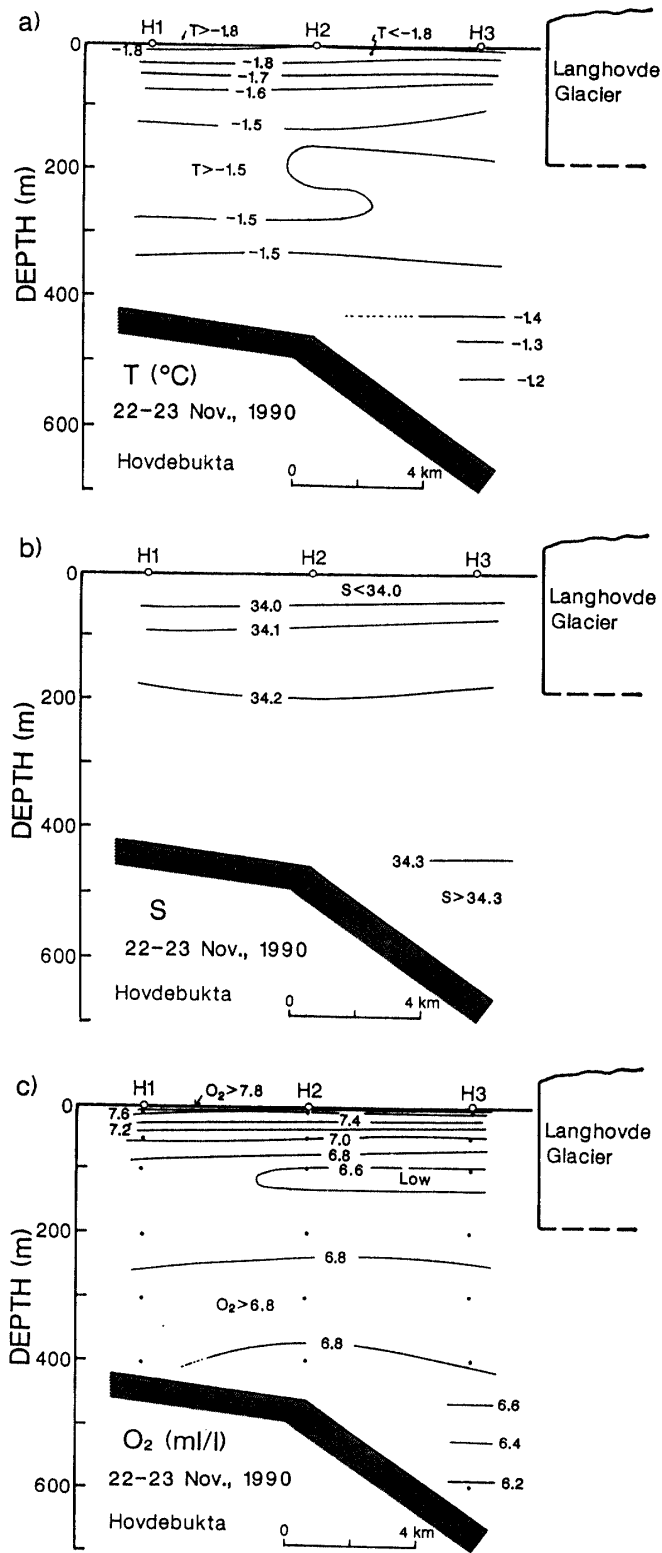 a)
H1
T>-1.8
H2
T<-1.8
H3
0
-1.8
-1.8
-1.7
-1.6
Langhovde
Glacier
-1.5
200
T>-1.5
-1.5
-1.5
DEPTH (m)
400
-1.4
-1.3
-1.2
T (°C)
22-23 Nov., 1990
600
Hovdebukta
0
4 km
b)
H1
H2
H3
0
S<34.0
34.0
34.1
Langhovde
Glacier
200
34.2
DEPTH (m)
400
34.3
S>34.3
S
22-23 Nov., 1990
600
Hovdebukta
0
4 km
c)
H1
O₂>7.8
H2
H3
0
7.6
7.4
7.2
7.0
6.8
6.6
Low
Langhovde
Glacier
200
6.8
O₂>6.8
6.8
DEPTH (m)
400
6.6
6.4
6.2
O₂ (ml/l)
22-23 Nov., 1990
600
Hovdebukta
0
4 km